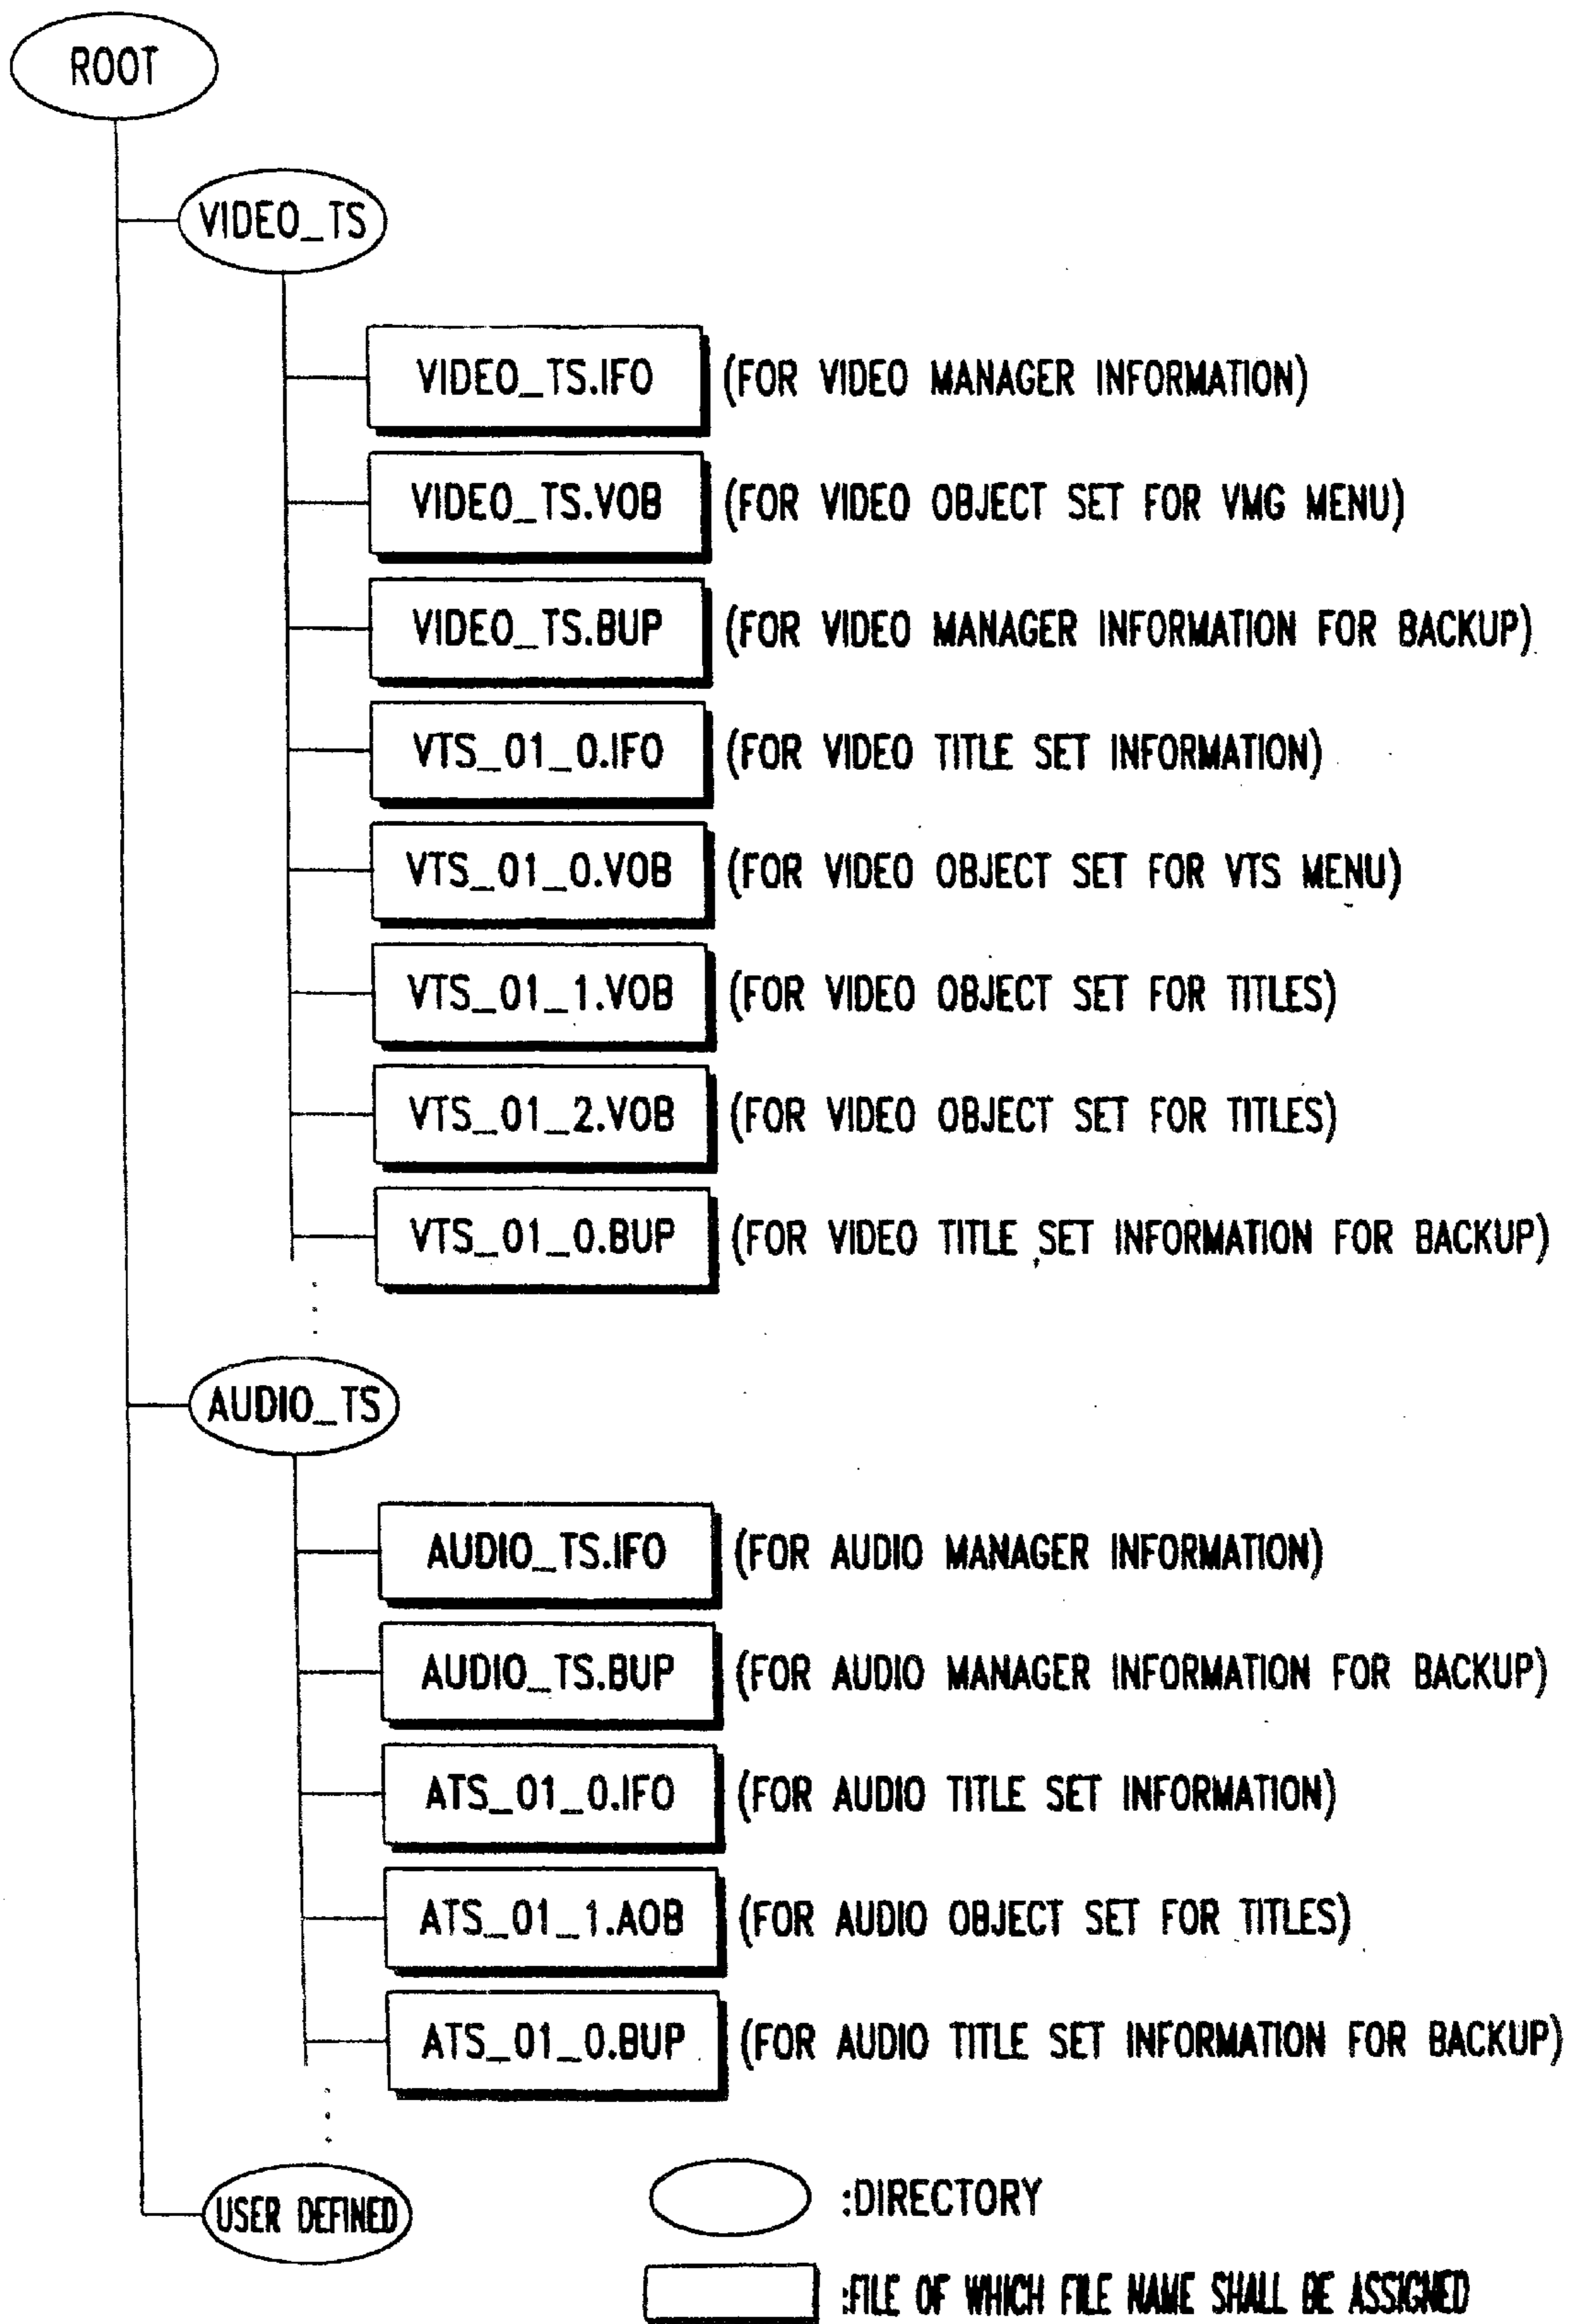 ROOT
VIDEO_TS
VIDEO_TS.IFO (FOR VIDEO MANAGER INFORMATION)
VIDEO_TS.VOB (FOR VIDEO OBJECT SET FOR VMG MENU)
VIDEO_TS.BUP (FOR VIDEO MANAGER INFORMATION FOR BACKUP)
VTS_01_0.IFO (FOR VIDEO TITLE SET INFORMATION)
VTS_01_0.VOB (FOR VIDEO OBJECT SET FOR VTS MENU)
VTS_01_1.VOB (FOR VIDEO OBJECT SET FOR TITLES)
VTS_01_2.VOB (FOR VIDEO OBJECT SET FOR TITLES)
VTS_01_0.BUP (FOR VIDEO TITLE SET INFORMATION FOR BACKUP)
AUDIO_TS
AUDIO_TS.IFO (FOR AUDIO MANAGER INFORMATION)
AUDIO_TS.BUP (FOR AUDIO MANAGER INFORMATION FOR BACKUP)
ATS_01_0.IFO (FOR AUDIO TITLE SET INFORMATION)
ATS_01_1.AOB (FOR AUDIO OBJECT SET FOR TITLES)
ATS_01_0.BUP (FOR AUDIO TITLE SET INFORMATION FOR BACKUP)
USER DEFINED
:DIRECTORY
:FILE OF WHICH FILE NAME SHALL BE ASSIGNED